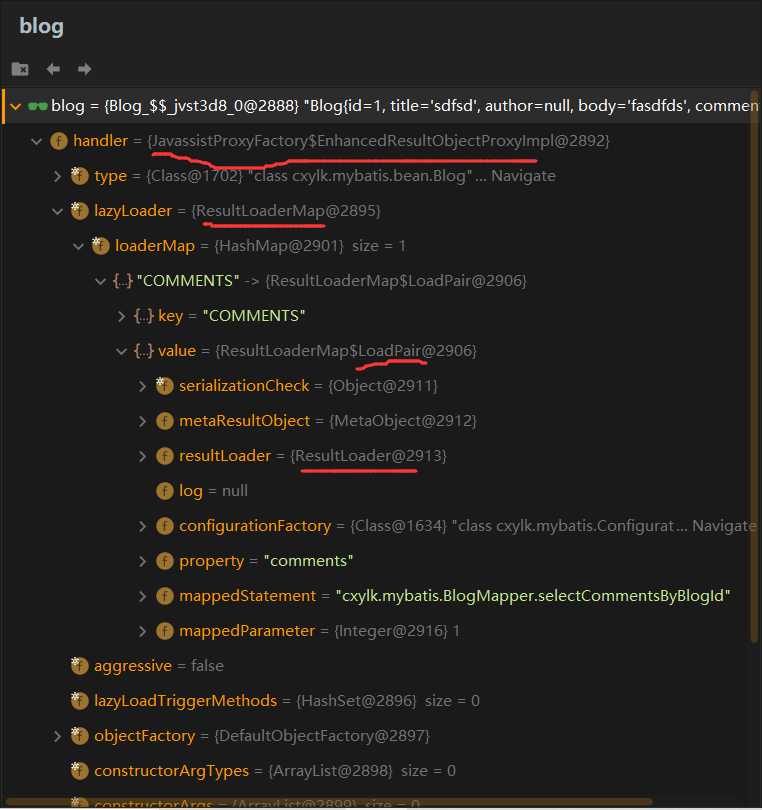 blog
blog = {Blog_$$_jvst3d8_0@2888} "Blog{id=1, title='sdfsd', author=null, body='fasdfds', commen
f handler = {JavassistProxyFactory$EnhancedResultObjectProxyImpl@2892}
f type = {Class@1702} "class cxylk.mybatis.bean.Blog"... Navigate
f lazyLoader = {ResultLoaderMap@2895}
f loaderMap = {HashMap@2901} size = 1
{...} "COMMENTS" -> {ResultLoaderMap$LoadPair@2906}
{...} key = "COMMENTS"
{...} value = {ResultLoaderMap$LoadPair@2906}
f serializationCheck = {Object@2911}
f metaResultObject = {MetaObject@2912}
f resultLoader = {ResultLoader@2913}
f log = null
f configurationFactory = {Class@1634} "class cxylk.mybatis.Configurat... Navigate
f property = "comments"
f mappedStatement = "cxylk.mybatis.BlogMapper.selectCommentsByBlogId"
f mappedParameter = {Integer@2916} 1
f aggressive = false
f lazyLoadTriggerMethods = {HashSet@2896} size = 0
f objectFactory = {DefaultObjectFactory@2897}
f constructorArgTypes = {ArrayList@2898} size = 0
f constructorArgs = {ArrayList@2899} size = 0